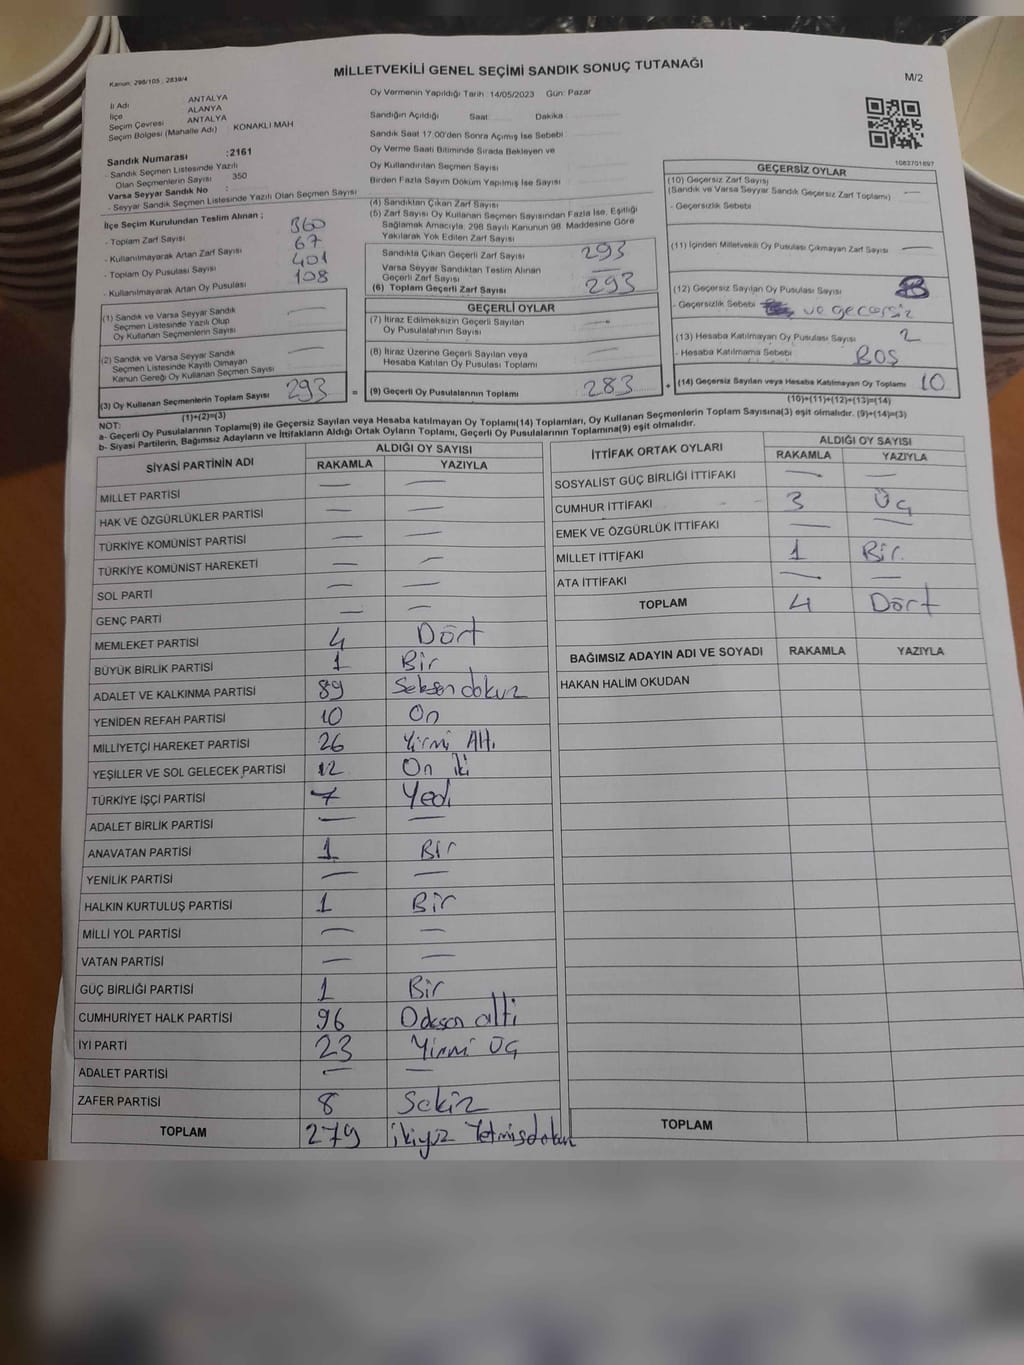 Kanun: 298/105 , 2839/4
MİLLETVEKİLİ GENEL SEÇİMİ SANDIK SONUÇ TUTANAĞI
M/2
İl Adı : ANTALYA
İlçe : ALANYA
Seçim Çevresi : ANTALYA
Seçim Bölgesi (Mahalle Adı) : KONAKLI MAH
Sandık Numarası :2161
- Sandık Seçmen Listesinde Yazılı
Olan Seçmenlerin Sayısı 350
Varsa Seyyar Sandık No :
- Seyyar Sandık Seçmen Listesinde Yazılı Olan Seçmen Sayısı
Oy Vermenin Yapıldığı Tarih :14/05/2023 Gün: Pazar
Sandığın Açıldığı Saat Dakika
Sandık Saat 17.00'den Sonra Açılmış İse Sebebi
Oy Verme Saati Bitiminde Sırada Bekleyen ve
Oy Kullandırılan Seçmen Sayısı
Birden Fazla Sayım Döküm Yapılmış İse Sayısı
1083701697
İlçe Seçim Kurulundan Teslim Alınan ;
- Toplam Zarf Sayısı 360
- Kullanılmayarak Artan Zarf Sayısı 67
- Toplam Oy Pusulası Sayısı 401
- Kullanılmayarak Artan Oy Pusulası 108
(1) Sandık ve Varsa Seyyar Sandık
Seçmen Listesinde Yazılı Olup
Oy Kullanan Seçmenlerin Sayısı —
(2) Sandık ve Varsa Seyyar Sandık
Seçmen Listesinde Kayıtlı Olmayan
Kanun Gereği Oy Kullanan Seçmen Sayısı —
(3) Oy Kullanan Seçmenlerin Toplam Sayısı 293 =
(1)+(2)=(3)
(4) Sandıktan Çıkan Zarf Sayısı
(5) Zarf Sayısı Oy Kullanan Seçmen Sayısından Fazla İse, Eşitliği
Sağlamak Amacıyla, 298 Sayılı Kanunun 98. Maddesine Göre
Yakılarak Yok Edilen Zarf Sayısı
Sandıkta Çıkan Geçerli Zarf Sayısı 293
Varsa Seyyar Sandıktan Teslim Alınan
Geçerli Zarf Sayısı —
(6) Toplam Geçerli Zarf Sayısı 293
GEÇERLİ OYLAR
(7) İtiraz Edilmeksizin Geçerli Sayılan
Oy Pusulalarının Sayısı —
(8) İtiraz Üzerine Geçerli Sayılan veya
Hesaba Katılan Oy Pusulaları Toplamı —
(9) Geçerli Oy Pusulalarının Toplamı 283 +
GEÇERSİZ OYLAR
(10) Geçersiz Zarf Sayısı
(Sandık ve Varsa Seyyar Sandık Geçersiz Zarf Toplamı) —
- Geçersizlik Sebebi
(11) İçinden Milletvekili Oy Pusulası Çıkmayan Zarf Sayısı —
(12) Geçersiz Sayılan Oy Pusulası Sayısı
- Geçersizlik Sebebi ve geçersiz
(13) Hesaba Katılmayan Oy Pusulası Sayısı 2
- Hesaba Katılmama Sebebi BOŞ
(14) Geçersiz Sayılan veya Hesaba Katılmayan Oy Toplamı 10
(10)+(11)+(12)+(13)=(14)
NOT:
a- Geçerli Oy Pusulalarının Toplamı(9) ile Geçersiz Sayılan veya Hesaba katılmayan Oy Toplamı(14) Toplamları, Oy Kullanan Seçmenlerin Toplam Sayısına(3) eşit olmalıdır. (9)+(14)=(3)
b- Siyasi Partilerin, Bağımsız Adayların ve İttifakların Aldığı Ortak Oyların Toplamı, Geçerli Oy Pusulalarının Toplamına(9) eşit olmalıdır.
SİYASİ PARTİNİN ADI ALDIĞI OY SAYISI
RAKAMLA YAZIYLA
MİLLET PARTİSİ — —
HAK VE ÖZGÜRLÜKLER PARTİSİ — —
TÜRKİYE KOMÜNİST PARTİSİ — —
TÜRKİYE KOMÜNİST HAREKETİ — —
SOL PARTİ — —
GENÇ PARTİ — —
MEMLEKET PARTİSİ 4 Dört
BÜYÜK BİRLİK PARTİSİ 1 Bir
ADALET VE KALKINMA PARTİSİ 89 Seksen dokuz
YENİDEN REFAH PARTİSİ 10 On
MİLLİYETÇİ HAREKET PARTİSİ 26 Yirmi Altı
YEŞİLLER VE SOL GELECEK PARTİSİ 12 On iki
TÜRKİYE İŞÇİ PARTİSİ 7 Yedi
ADALET BİRLİK PARTİSİ — —
ANAVATAN PARTİSİ 1 Bir
YENİLİK PARTİSİ — —
HALKIN KURTULUŞ PARTİSİ 1 Bir
MİLLİ YOL PARTİSİ — —
VATAN PARTİSİ — —
GÜÇ BİRLİĞİ PARTİSİ 1 Bir
CUMHURİYET HALK PARTİSİ 96 Doksan alti
İYİ PARTİ 23 Yirmi üç
ADALET PARTİSİ — —
ZAFER PARTİSİ 8 Sekiz
TOPLAM 279 ikiyüz Yetmişdokuz
İTTİFAK ORTAK OYLARI ALDIĞI OY SAYISI
RAKAMLA YAZIYLA
SOSYALİST GÜÇ BİRLİĞİ İTTİFAKI — —
CUMHUR İTTİFAKI 3 Üç
EMEK VE ÖZGÜRLÜK İTTİFAKI — —
MİLLET İTTİFAKI 1 Bir.
ATA İTTİFAKI — —
TOPLAM 4 Dört
BAĞIMSIZ ADAYIN ADI VE SOYADI RAKAMLA YAZIYLA
HAKAN HALİM OKUDAN
TOPLAM